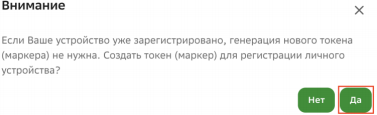 Внимание
Если Ваше устройство уже зарегистрировано, генерация нового токена
(маркера) не нужна. Создать токен (маркер) для регистрации личного
устройства?
Нет Да